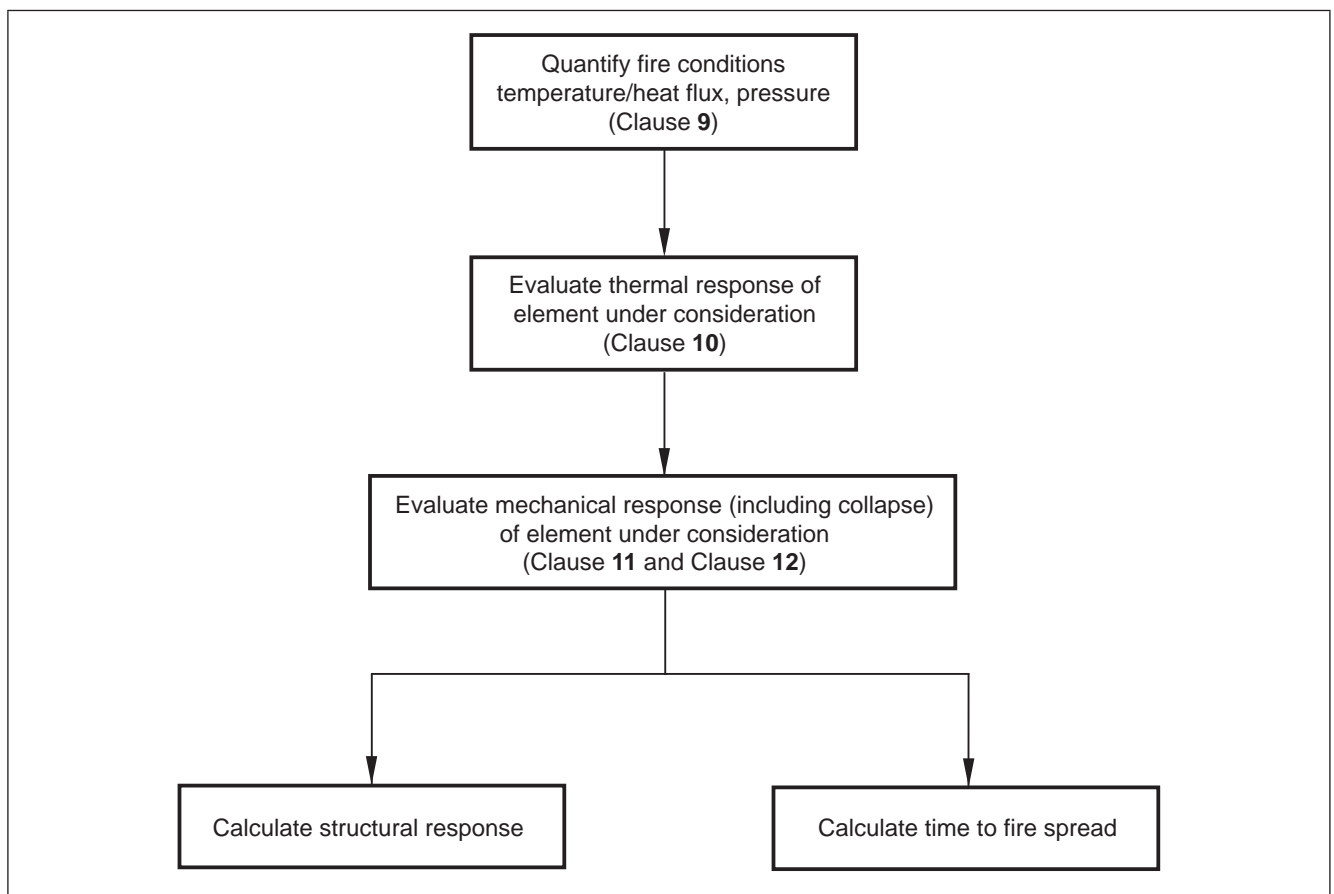 Quantify fire conditions
temperature/heat flux, pressure
(Clause 9)
Evaluate thermal response of
element under consideration
(Clause 10)
Evaluate mechanical response (including collapse)
of element under consideration
(Clause 11 and Clause 12)
Calculate structural response
Calculate time to fire spread